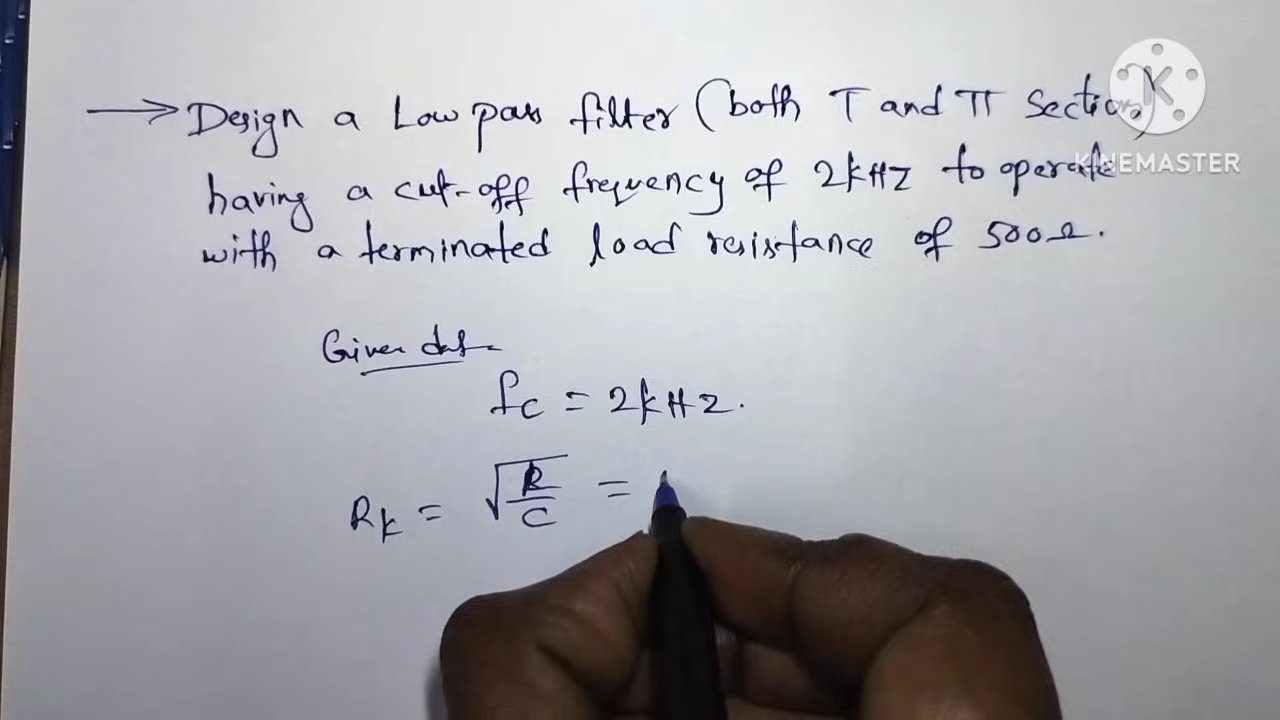 → Design a Low pass filter (both T and π section)
K
KINEMASTER
having a cut-off frequency of 2kHz to operate
with a terminated load resistance of 500Ω.
Given dat
fc = 2kHz.
Rk = √R/C =